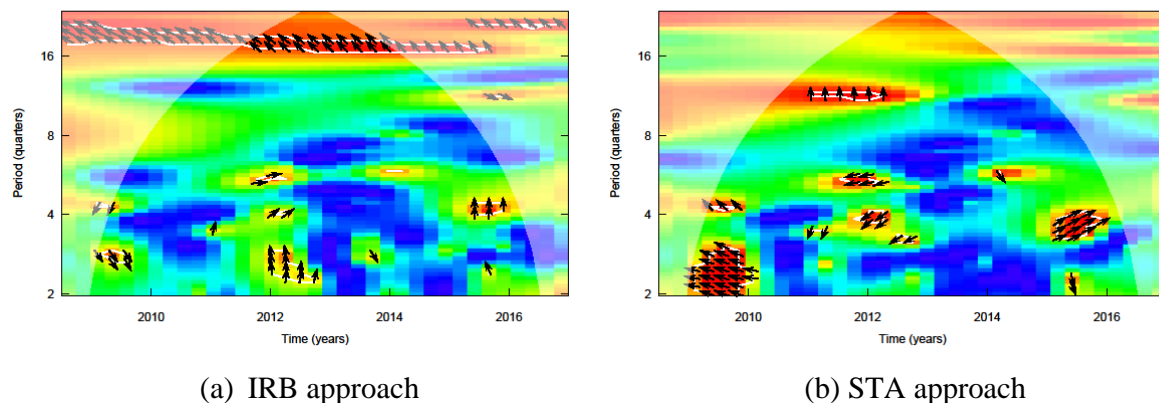 Period (quarters)
16
8
4
2
2010
2012
2014
2016
Time (years)
(a) IRB approach
Period (quarters)
16
8
4
2
2010
2012
2014
2016
Time (years)
(b) STA approach